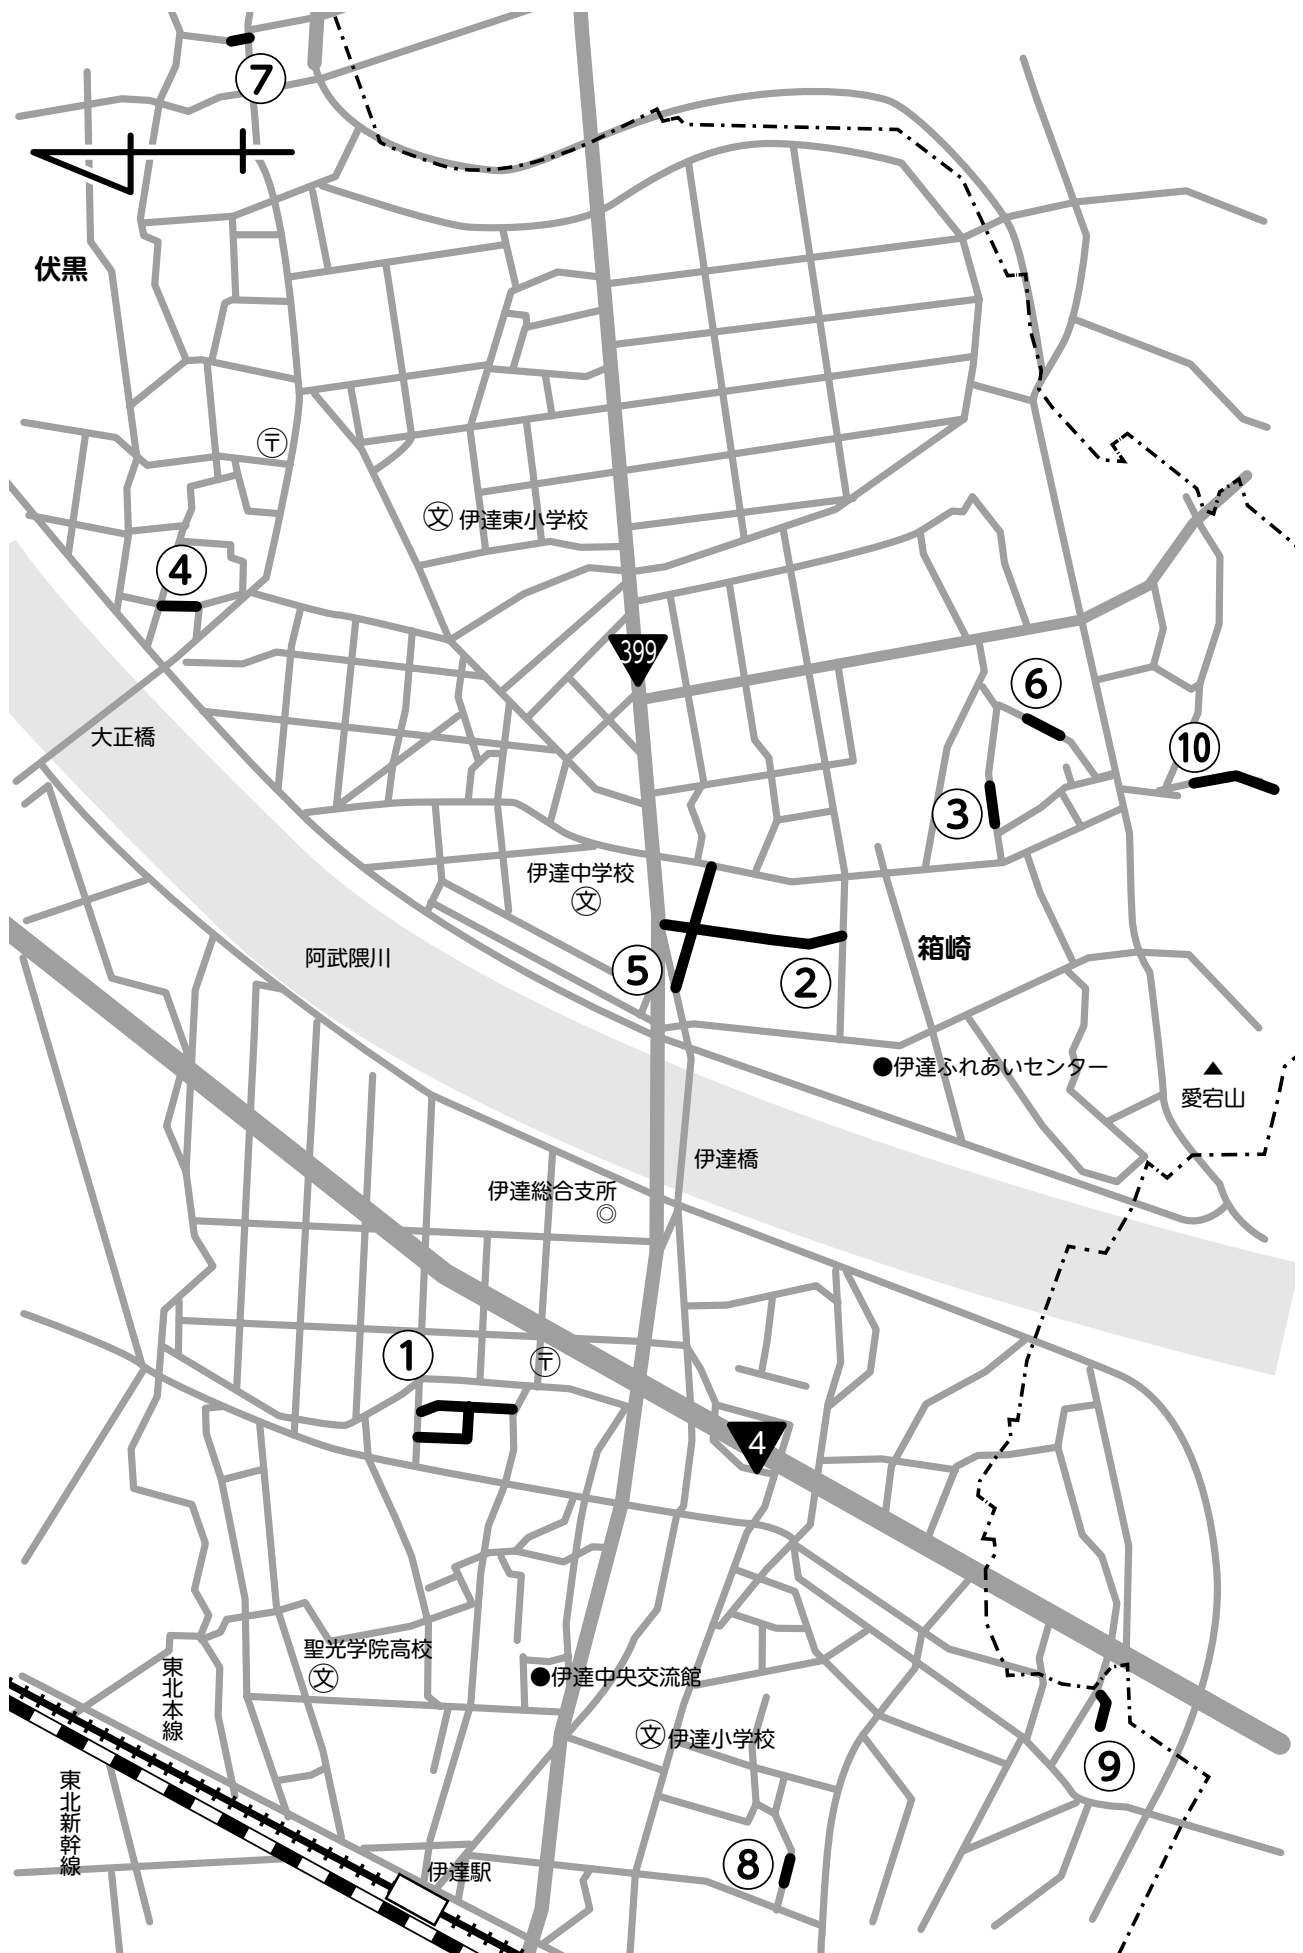 ⑦
伏黒
〒
文 伊達東小学校
④
399
⑥
大正橋
⑩
③
伊達中学校
文
箱崎
阿武隈川
⑤
②
●伊達ふれあいセンター
▲
愛宕山
伊達橋
伊達総合支所
◎
①
〒
4
聖光学院高校
文
東北本線
●伊達中央交流館
文 伊達小学校
⑨
東北新幹線
⑧
伊達駅